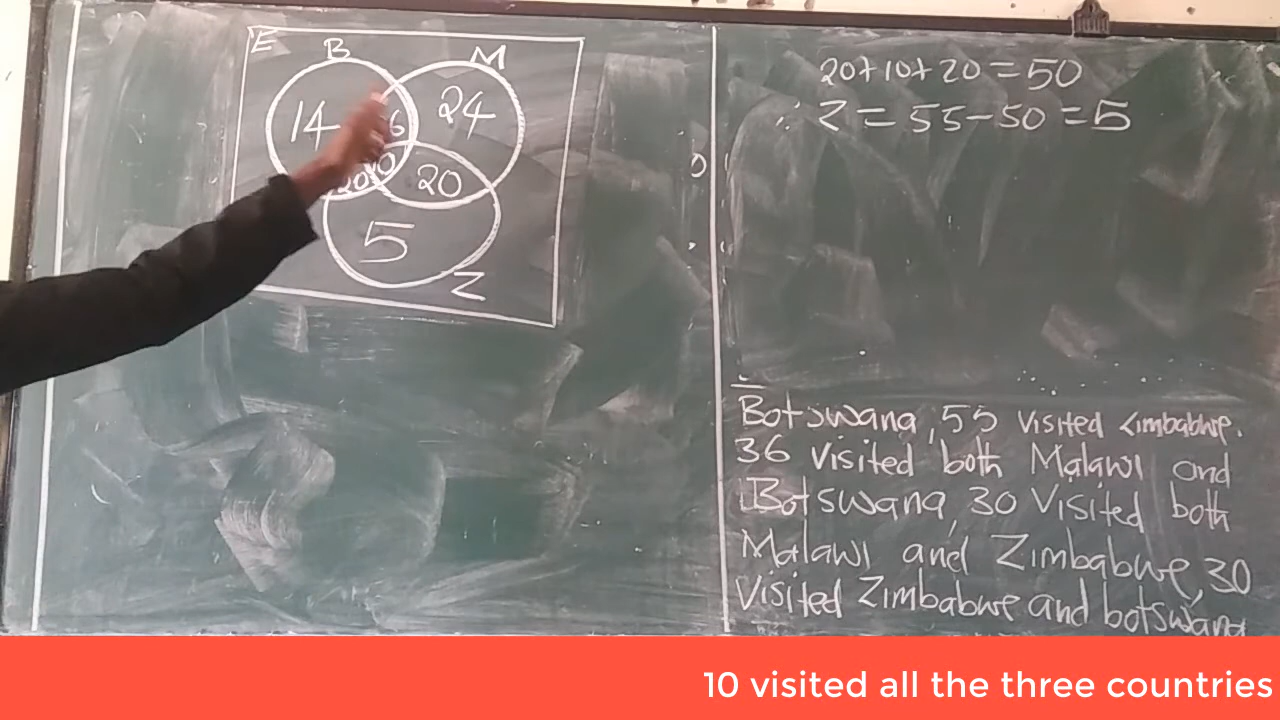 E
B
M
14
6
24
20
20
5
Z
20+10+20=50
∴ Z = 55-50=5
Botswana, 55 visited Zimbabwe.
36 visited both Malawi and
Botswana, 30 Visited both
Malawi and Zimbabwe, 30
visited Zimbabwe and botswana
10 visited all the three countries